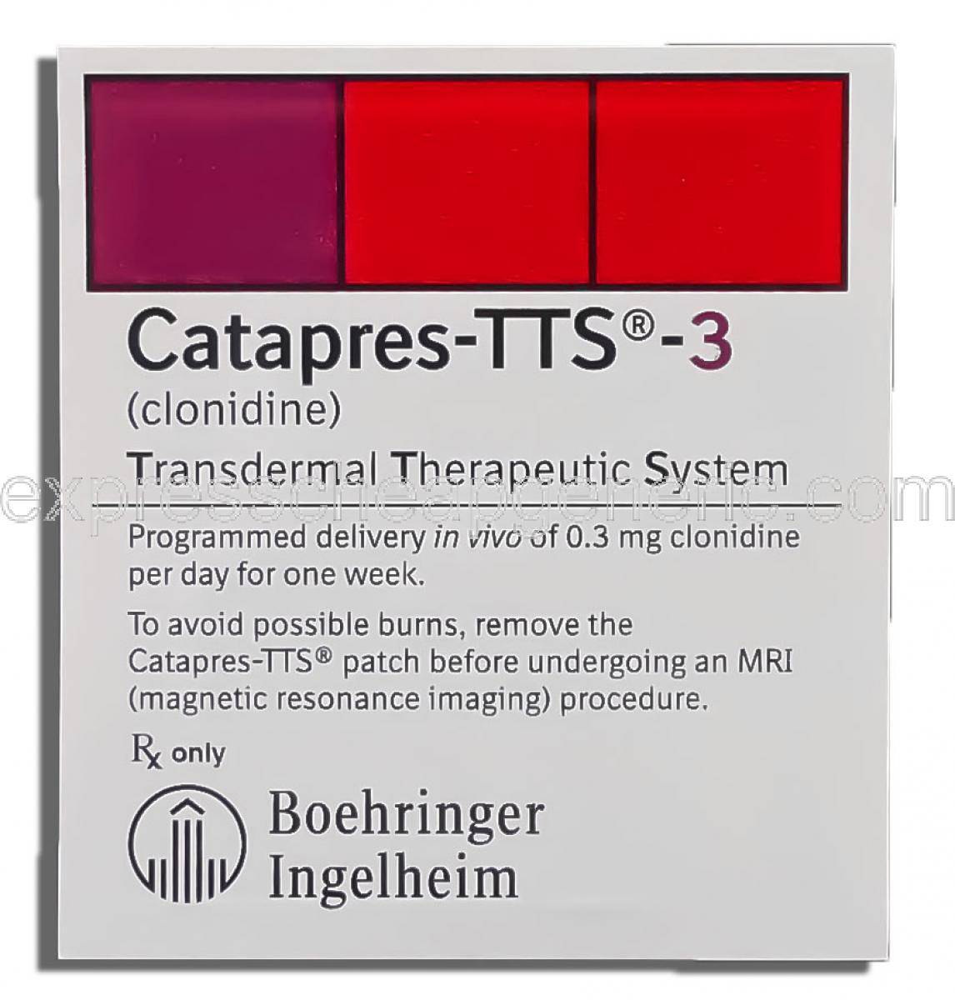 Catapres-TTS®-3
(clonidine)
Transdermal Therapeutic System
expresscheapgeneric.com
Programmed delivery in vivo of 0.3 mg clonidine
per day for one week.
To avoid possible burns, remove the
Catapres-TTS® patch before undergoing an MRI
(magnetic resonance imaging) procedure.
Rx only
Boehringer
Ingelheim